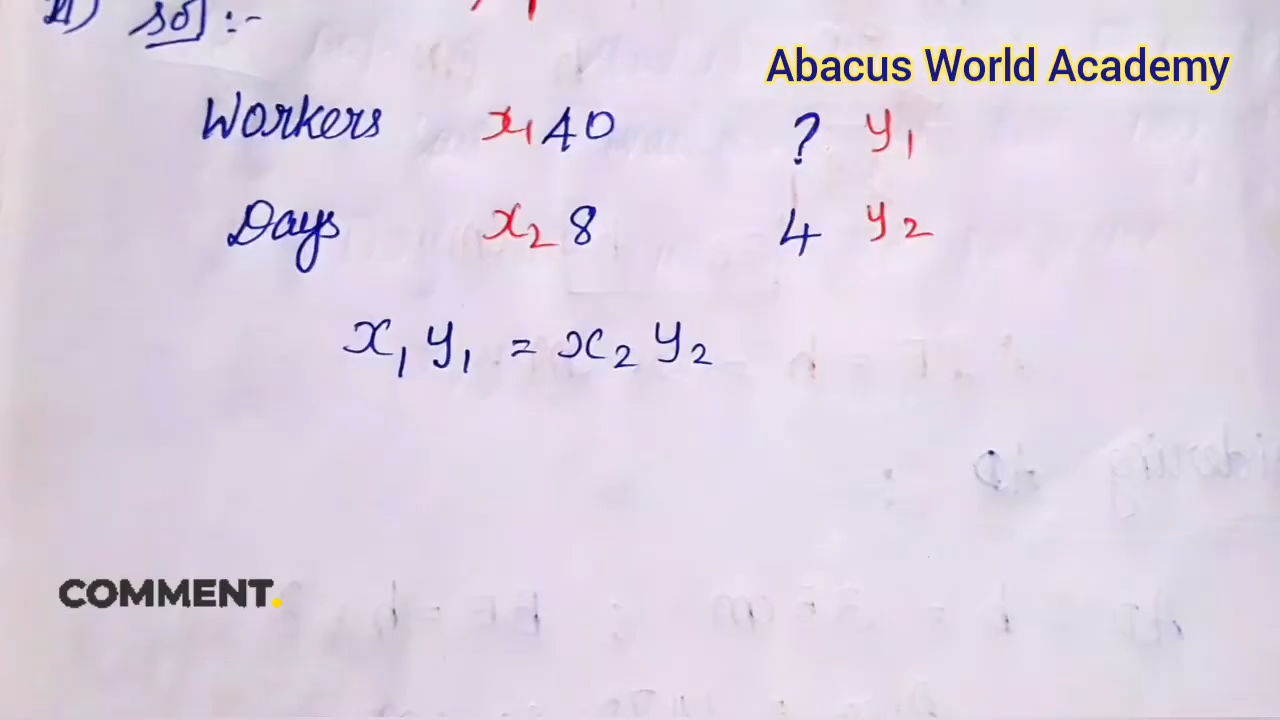 Sol :-
Abacus World Academy
Workers x₁ 40 ? y₁
Days x₂ 8 4 y₂
x₁ y₁ = x₂ y₂
COMMENT.